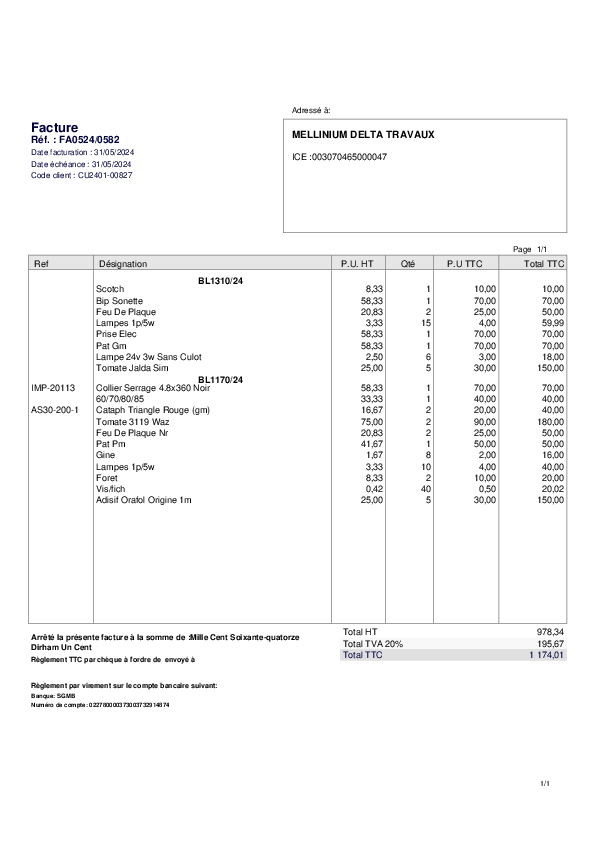 Adressé à:
Facture
Réf. : FA0524/0582
Date facturation : 31/05/2024
Date échéance : 31/05/2024
Code client : CU2401-00827
MELLINIUM DELTA TRAVAUX
ICE :003070465000047
Page 1/1
Ref Désignation P.U. HT Qté P.U TTC Total TTC
BL1310/24
Scotch 8,33 1 10,00 10,00
Bip Sonette 58,33 1 70,00 70,00
Feu De Plaque 20,83 2 25,00 50,00
Lampes 1p/5w 3,33 15 4,00 59,99
Prise Elec 58,33 1 70,00 70,00
Pat Gm 58,33 1 70,00 70,00
Lampe 24v 3w Sans Culot 2,50 6 3,00 18,00
Tomate Jalda Sim 25,00 5 30,00 150,00
BL1170/24
IMP-20113 Collier Serrage 4.8x360 Noir 58,33 1 70,00 70,00
60/70/80/85 33,33 1 40,00 40,00
AS30-200-1 Cataph Triangle Rouge (gm) 16,67 2 20,00 40,00
Tomate 3119 Waz 75,00 2 90,00 180,00
Feu De Plaque Nr 20,83 2 25,00 50,00
Pat Pm 41,67 1 50,00 50,00
Gine 1,67 8 2,00 16,00
Lampes 1p/5w 3,33 10 4,00 40,00
Foret 8,33 2 10,00 20,00
Vis/fich 0,42 40 0,50 20,02
Adisif Orafol Origine 1m 25,00 5 30,00 150,00
Total HT 978,34
Total TVA 20% 195,67
Total TTC 1 174,01
Arrêté la présente facture à la somme de :Mille Cent Soixante-quatorze
Dirham Un Cent
Règlement TTC par chèque à l'ordre de envoyé à
Règlement par virement sur le compte bancaire suivant:
Banque: SGMB
Numéro de compte: 022780000373003732914874
1/1